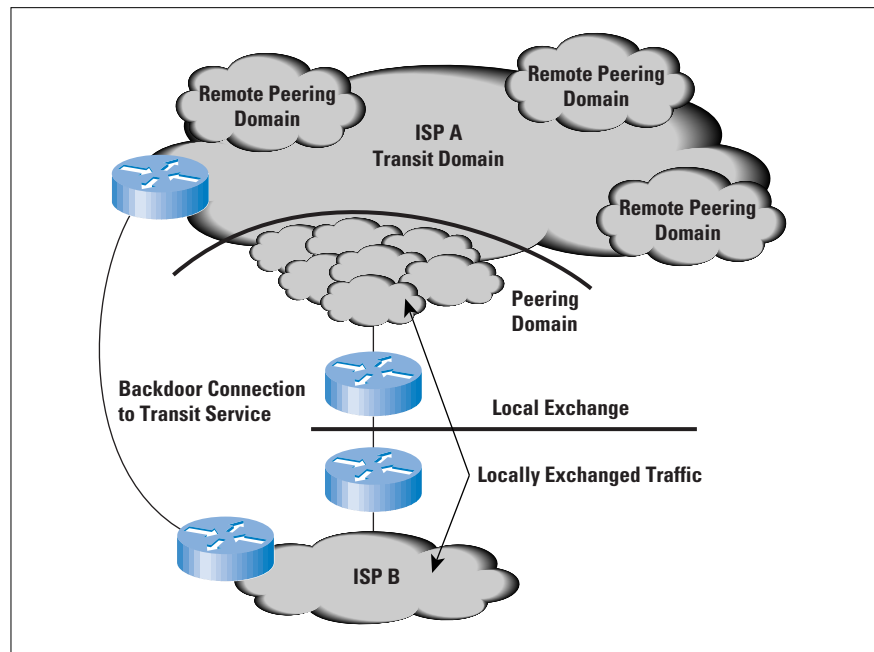 Remote Peering
Domain
Remote Peering
Domain
ISP A
Transit Domain
Remote Peering
Domain
Peering
Domain
Backdoor Connection
to Transit Service
Local Exchange
Locally Exchanged Traffic
ISP B